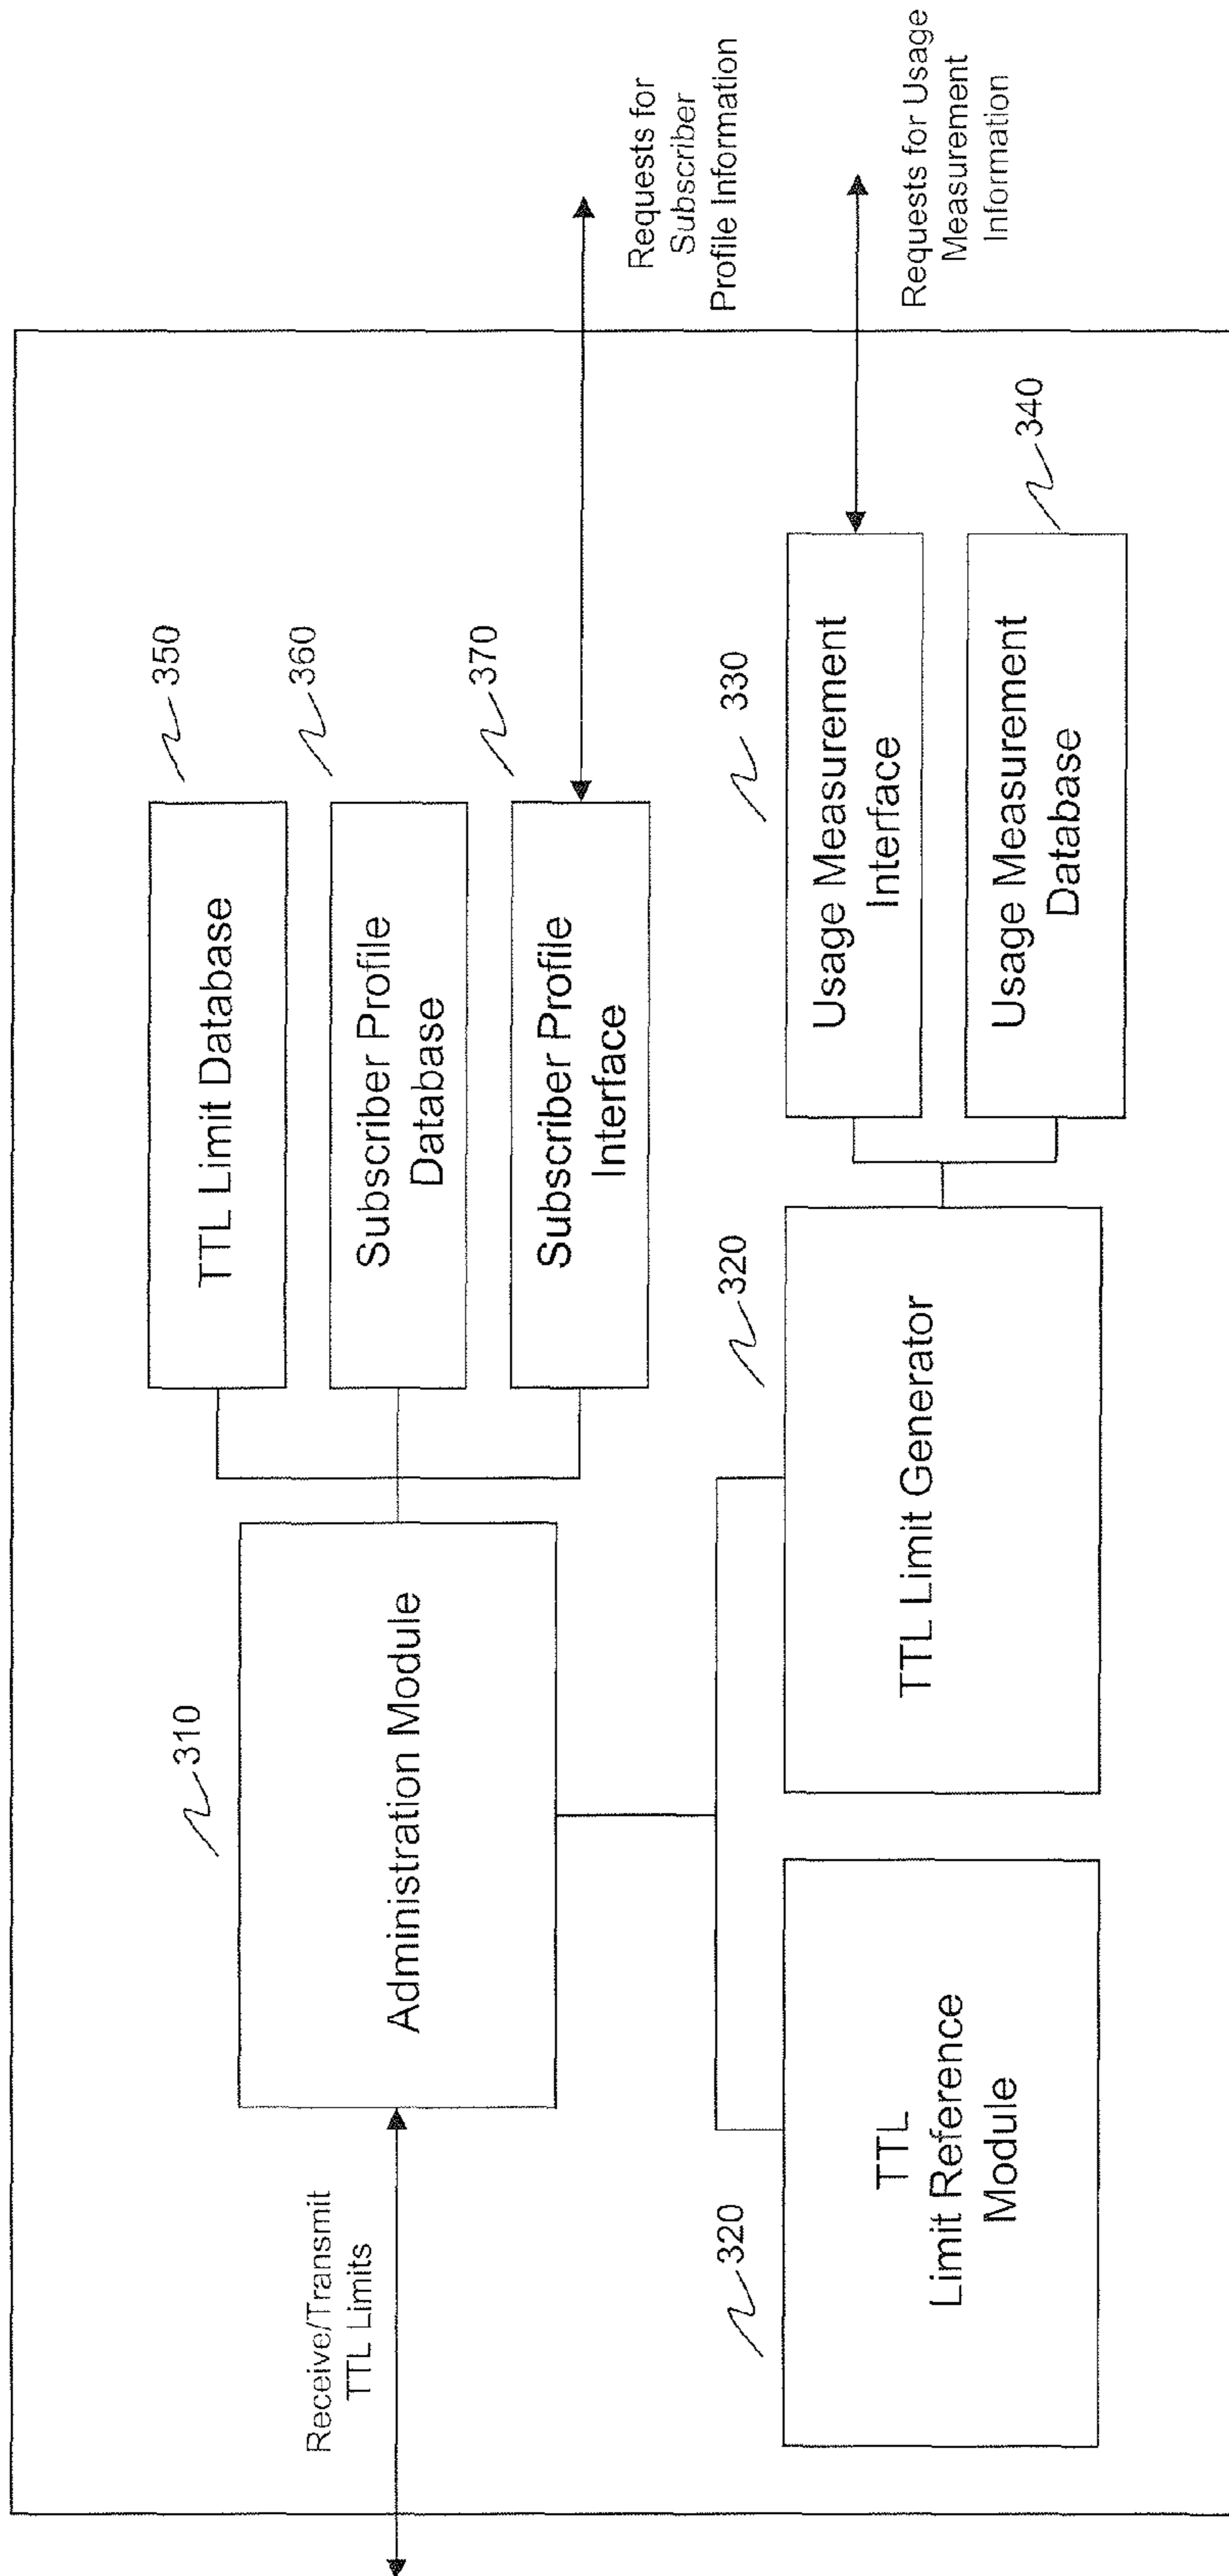 Receive/Transmit
TTL Limits
310
Administration Module
350
TTL Limit Database
360
Subscriber Profile
Database
370
Subscriber Profile
Interface
Requests for
Subscriber
Profile Information
320
TTL
Limit Reference
Module
320
TTL Limit Generator
330
Usage Measurement
Interface
Usage Measurement
Database
340
Requests for Usage
Measurement
Information